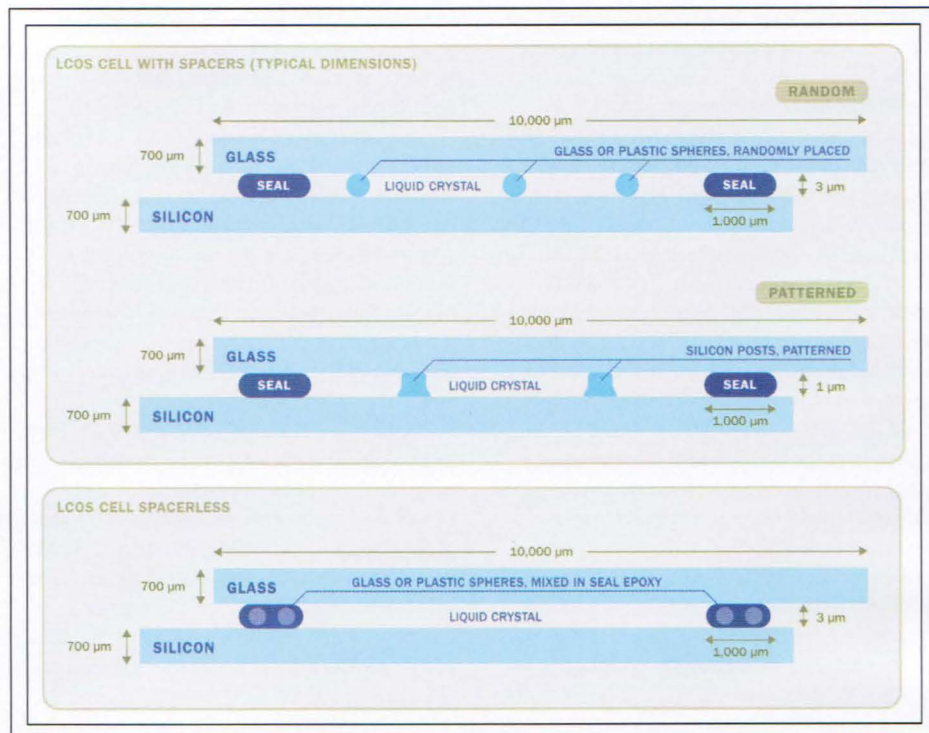 LCOS CELL WITH SPACERS (TYPICAL DIMENSIONS)
RANDOM
10,000 µm
700 µm
GLASS
GLASS OR PLASTIC SPHERES, RANDOMLY PLACED
SEAL
LIQUID CRYSTAL
SEAL
3 µm
700 µm
SILICON
1,000 µm
PATTERNED
10,000 µm
700 µm
GLASS
SILICON POSTS, PATTERNED
SEAL
LIQUID CRYSTAL
SEAL
1 µm
700 µm
SILICON
1,000 µm
LCOS CELL SPACERLESS
10,000 µm
700 µm
GLASS
GLASS OR PLASTIC SPHERES, MIXED IN SEAL EPOXY
LIQUID CRYSTAL
3 µm
700 µm
SILICON
1,000 µm